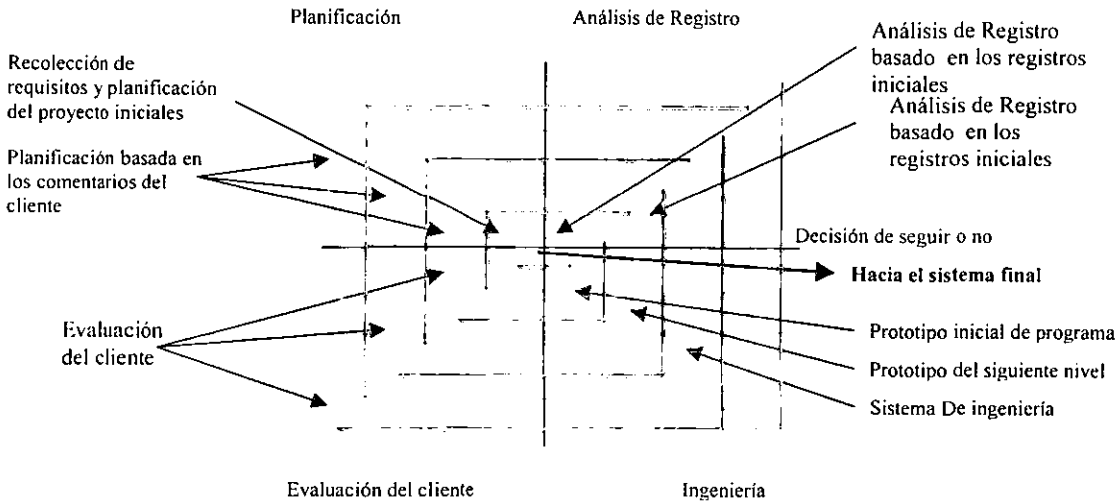 Planificación
Análisis de Registro
Recolección de
requisitos y planificación
del proyecto iniciales
Planificación basada en
los comentarios del
cliente
Análisis de Registro
basado en los registros
iniciales
Análisis de Registro
basado en los
registros iniciales
Decisión de seguir o no
Hacia el sistema final
Evaluación
del cliente
Prototipo inicial de programa
Prototipo del siguiente nivel
Sistema De ingeniería
Evaluación del cliente
Ingeniería